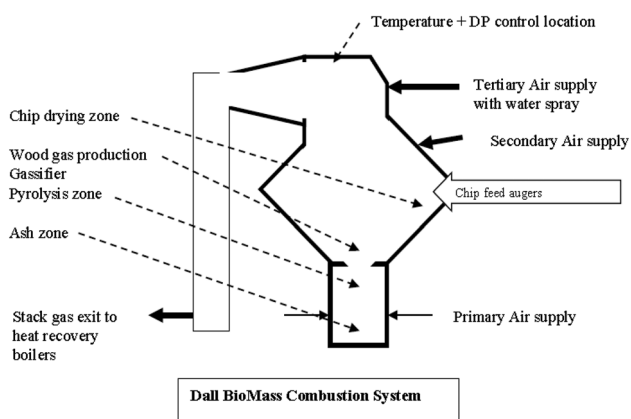 Temperature + DP control location
Tertiary Air supply
with water spray
Chip drying zone
Secondary Air supply
Wood gas production
Gassifier
Pyrolysis zone
Chip feed augers
Ash zone
Stack gas exit to
heat recovery
boilers
Primary Air supply
Dall BioMass Combustion System